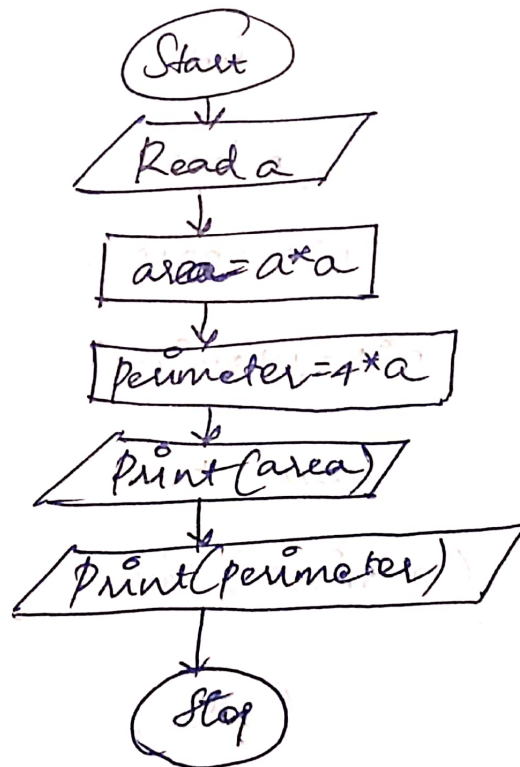 Start
Read a
area=a*a
perimeter=4*a
Print(area)
Print(perimeter)
Stop